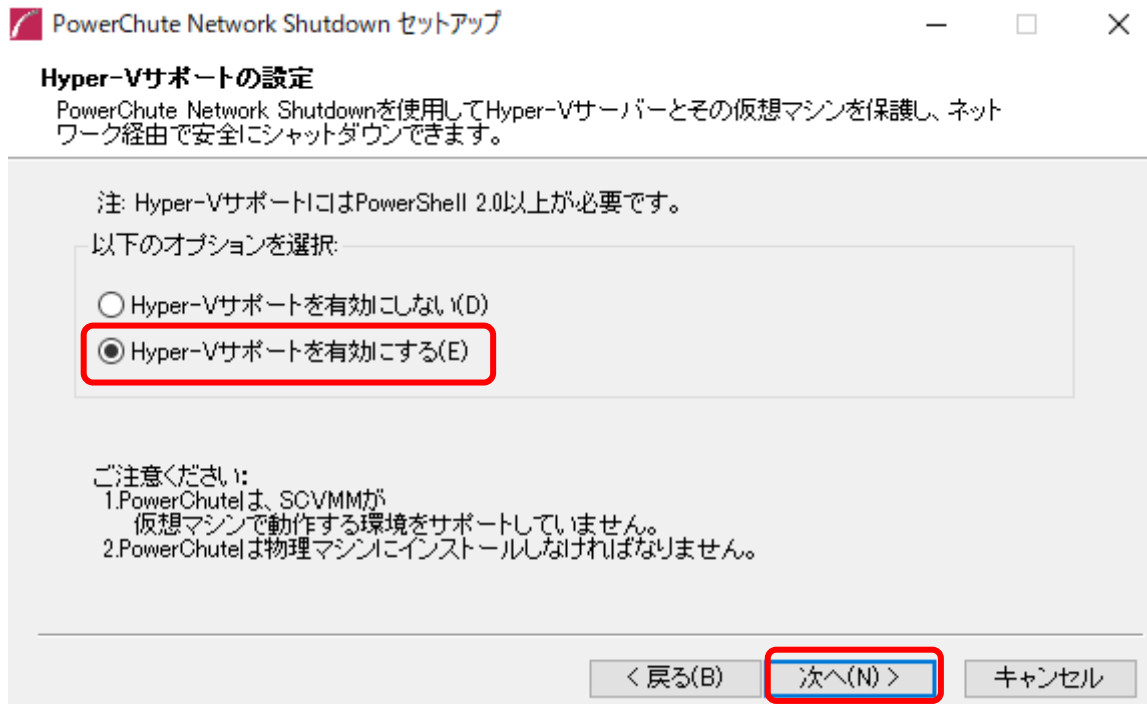 PowerChute Network Shutdown セットアップ
Hyper-Vサポートの設定
PowerChute Network Shutdownを使用してHyper-Vサーバーとその仮想マシンを保護し、ネット
ワーク経由で安全にシャットダウンできます。
注: Hyper-VサポートにはPowerShell 2.0以上が必要です。
以下のオプションを選択:
Hyper-Vサポートを有効にしない(D)
Hyper-Vサポートを有効にする(E)
ご注意ください:
1.PowerChuteは、SCVMMが
仮想マシンで動作する環境をサポートしていません。
2.PowerChuteは物理マシンにインストールしなければなりません。
< 戻る(B) 次へ(N) > キャンセル